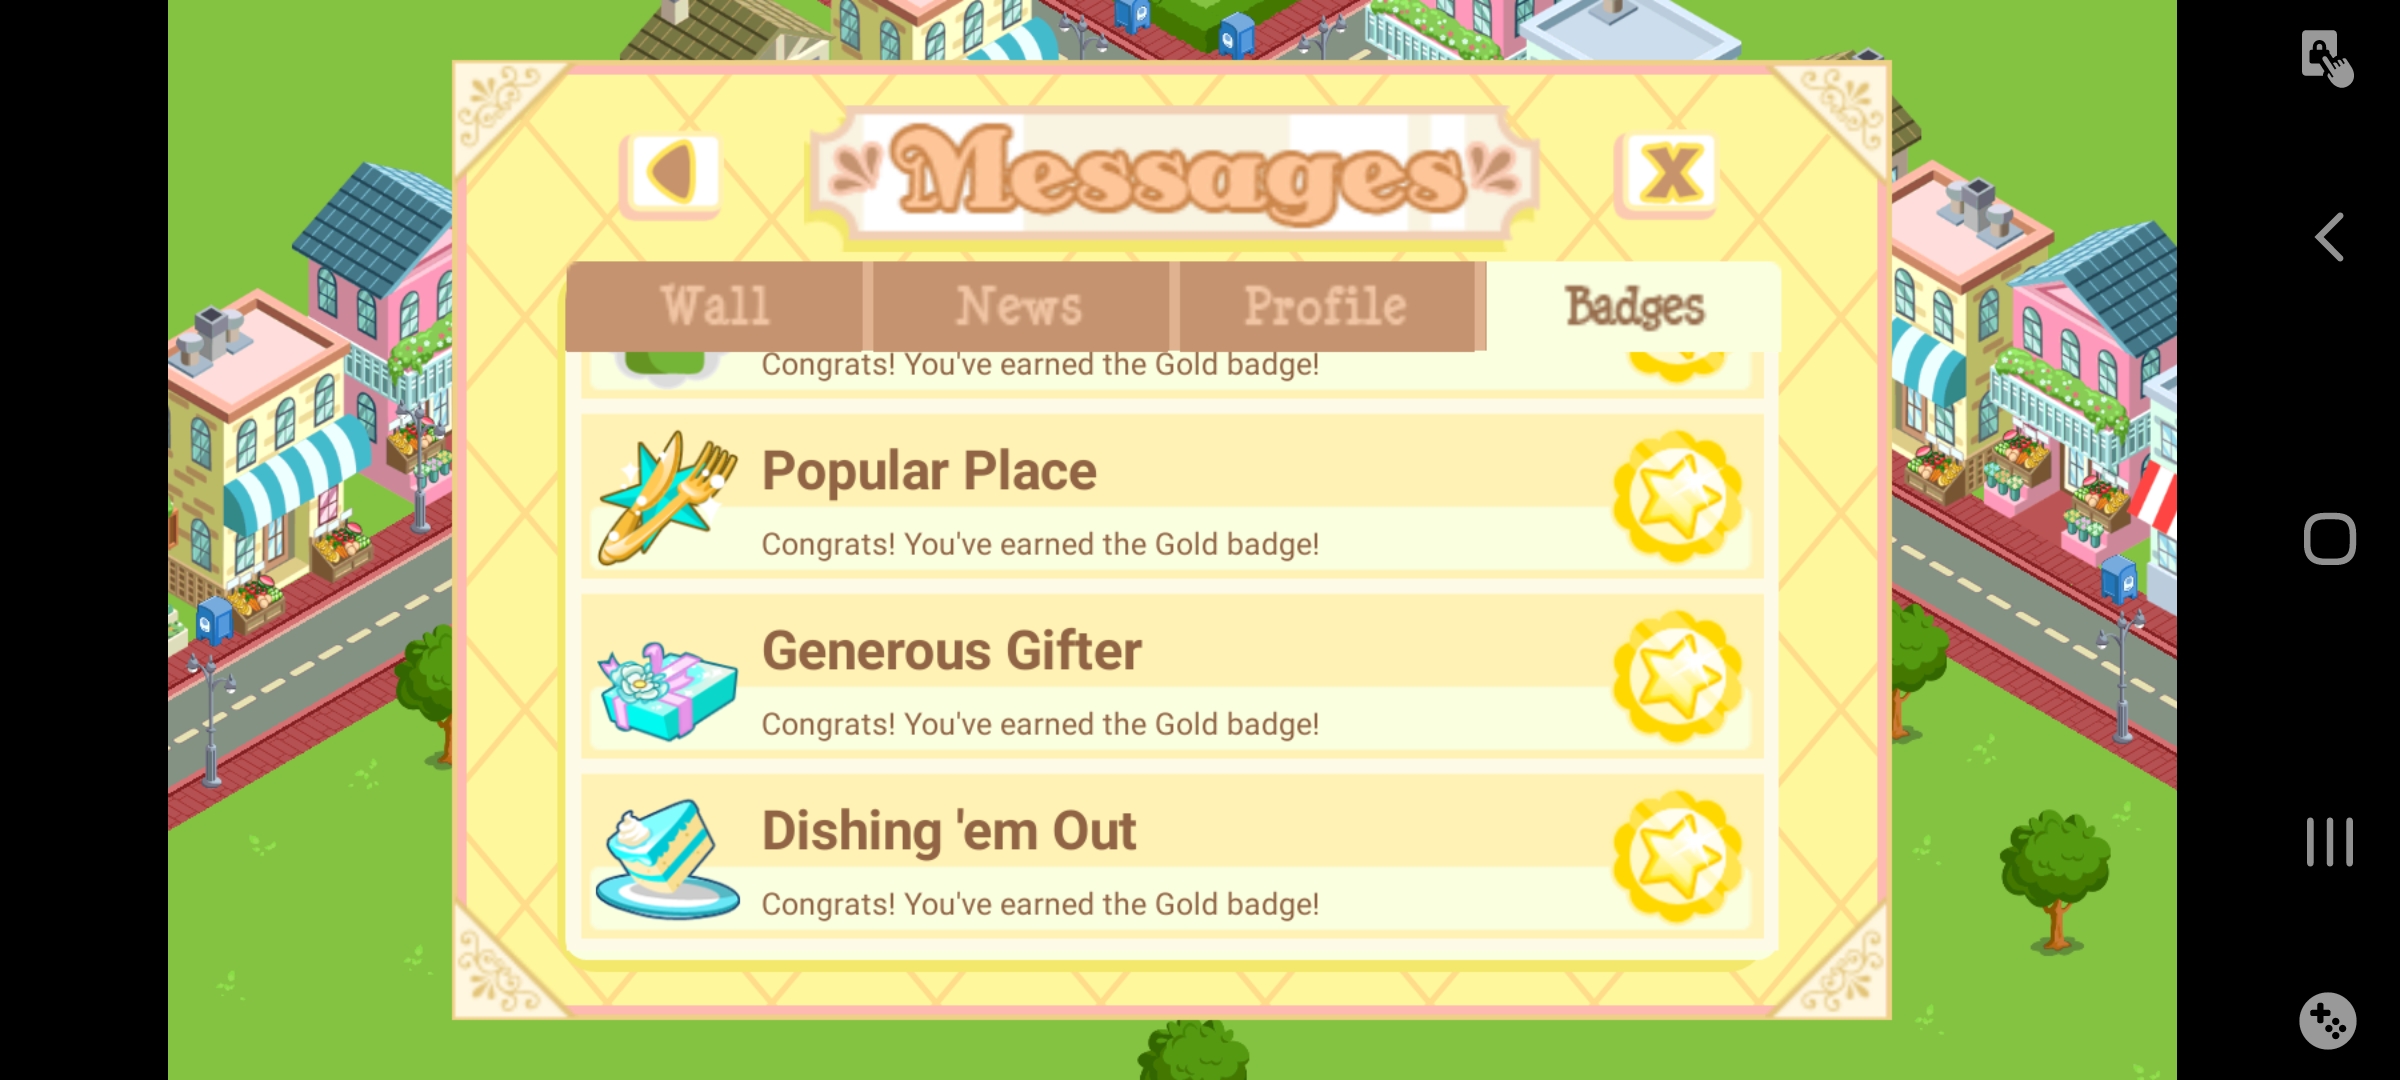 Messages
Wall News Profile Badges
Congrats! You've earned the Gold badge!
Popular Place
Congrats! You've earned the Gold badge!
Generous Gifter
Congrats! You've earned the Gold badge!
Dishing 'em Out
Congrats! You've earned the Gold badge!